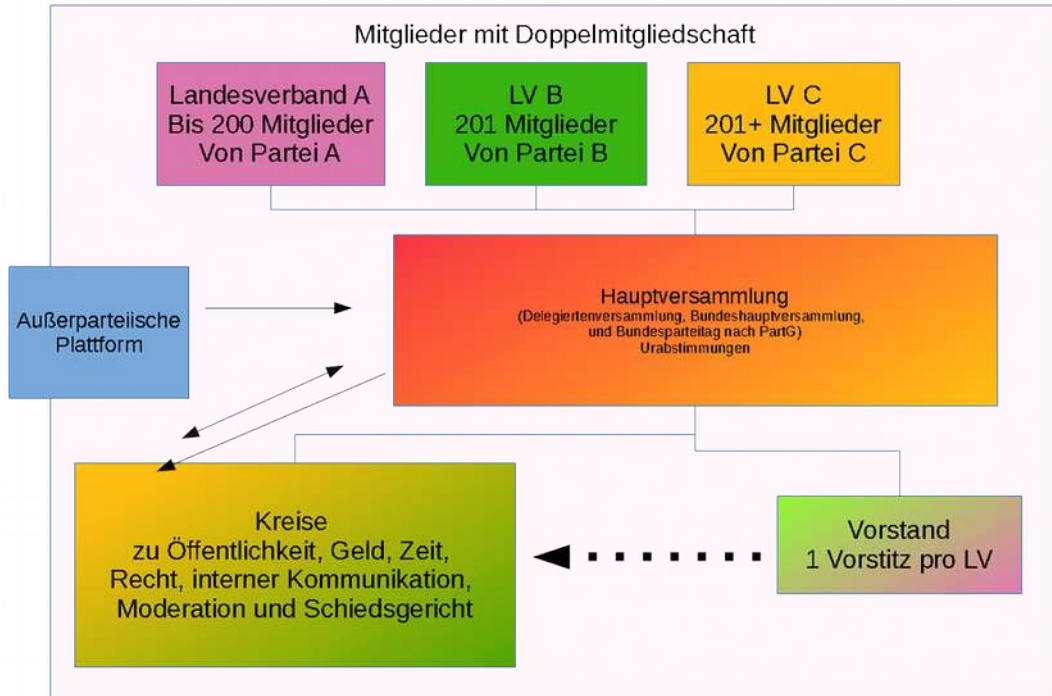 Mitglieder mit Doppelmitgliedschaft
Landesverband A
Bis 200 Mitglieder
Von Partei A
LV B
201 Mitglieder
Von Partei B
LV C
201+ Mitglieder
Von Partei C
Außerparteiische
Plattform
Hauptversammlung
(Delegiertenversammlung, Bundeshauptversammlung,
und Bundesparteitag nach PartG)
Urabstimmungen
Kreise
zu Öffentlichkeit, Geld, Zeit,
Recht, interner Kommunikation,
Moderation und Schiedsgericht
Vorstand
1 Vorstitz pro LV